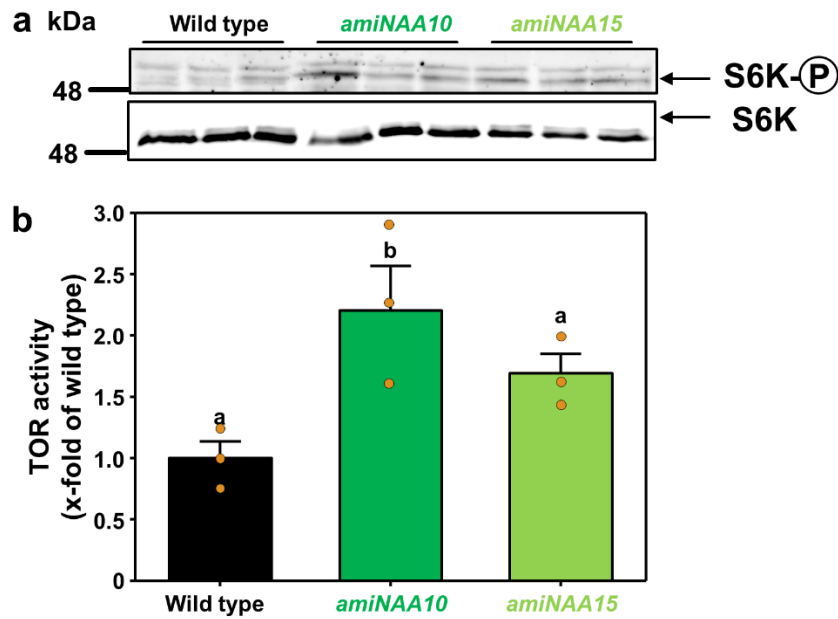 a kDa Wild type amiNAA10 amiNAA15
S6K-P
48
S6K
48
b
TOR activity
(x-fold of wild type)
3.0
2.5
2.0
1.5
1.0
0.5
0
a
b
a
Wild type amiNAA10 amiNAA15